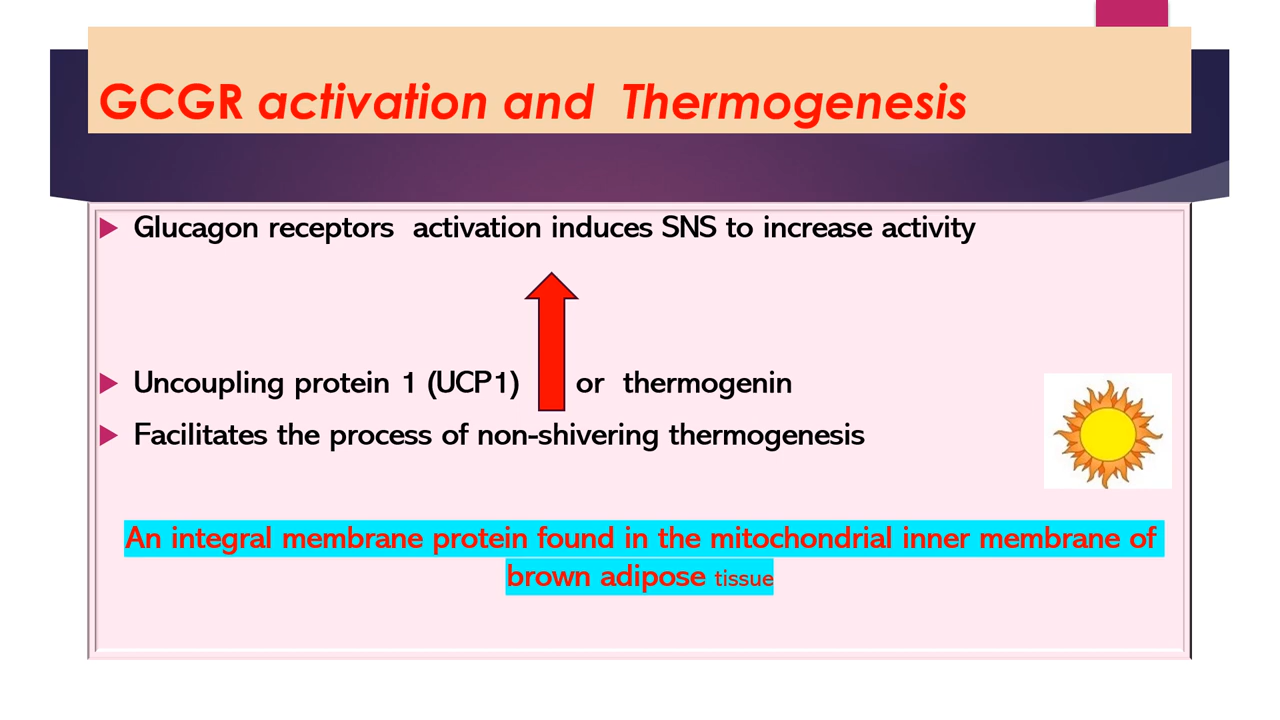 GCGR activation and Thermogenesis
Glucagon receptors activation induces SNS to increase activity
Uncoupling protein 1 (UCP1) or thermogenin
Facilitates the process of non-shivering thermogenesis
An integral membrane protein found in the mitochondrial inner membrane of
brown adipose tissue